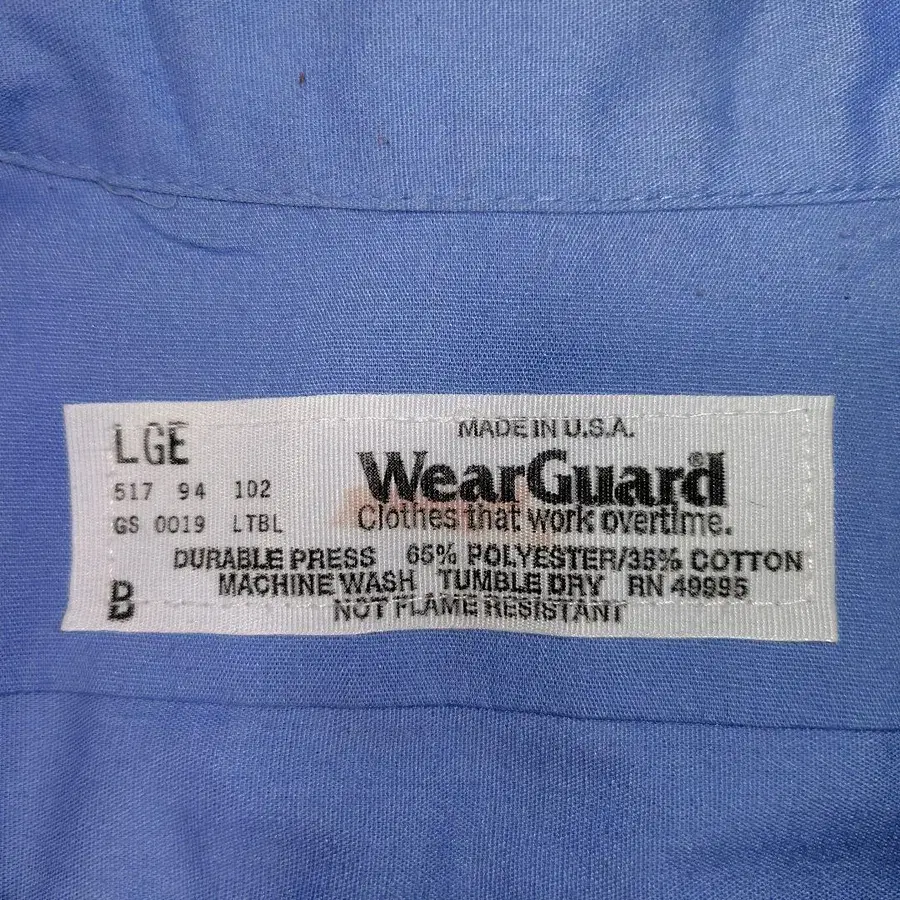 LGE
MADE IN U.S.A.
517 94 102
WearGuard®
GS 0019 LTBL
Clothes that work overtime.
DURABLE PRESS 65% POLYESTER/35% COTTON
MACHINE WASH TUMBLE DRY RN 49995
B
NOT FLAME RESISTANT